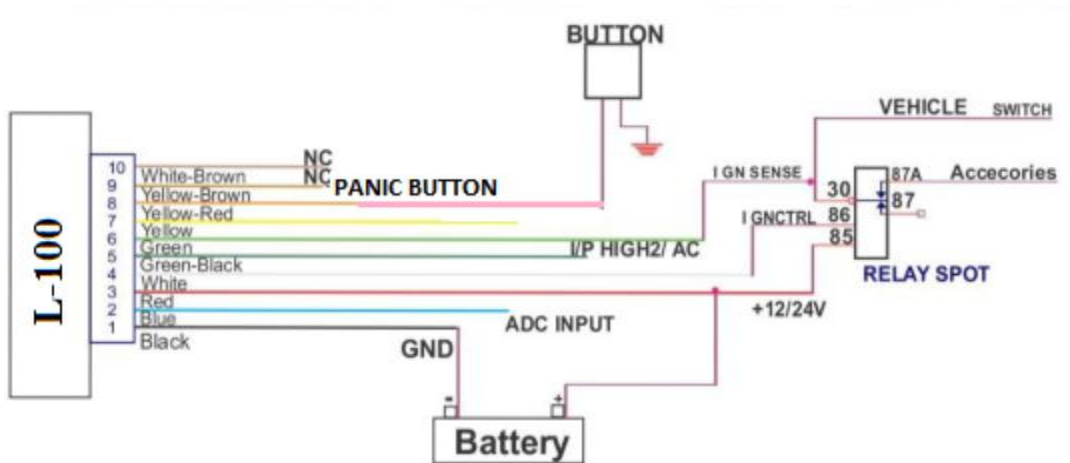 BUTTON
VEHICLE SWITCH
10
NC
White-Brown
9
NC
PANIC BUTTON
Yellow-Brown
8
Yellow-Red
7
Yellow
6
Green
5
I/P HIGH2/ AC
Green-Black
4
White
3
Red
2
ADC INPUT
Blue
1
Black
GND
I GN SENSE
87A
Acceccories
30
87
I GNCTRL
86
85
RELAY SPOT
+12/24V
L-100
-
+
Battery